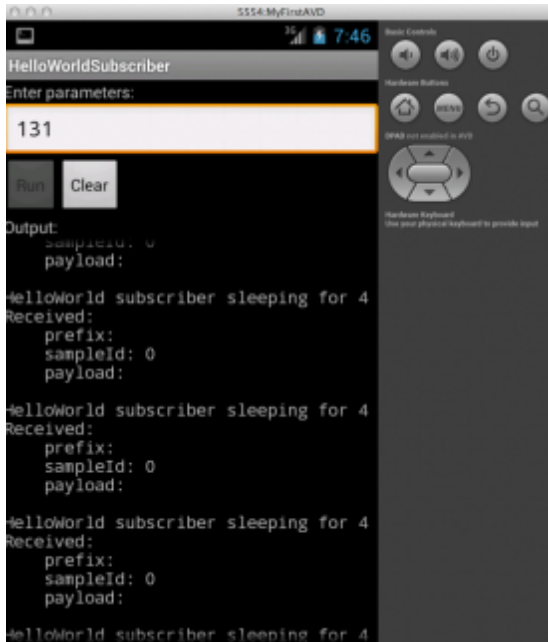 5554:MyFirstAVD
3G 7:46
HelloWorldSubscriber
Enter parameters:
131
Run Clear
Output:
sampleId: 0
payload:
HelloWorld subscriber sleeping for 4
Received:
prefix:
sampleId: 0
payload:
HelloWorld subscriber sleeping for 4
Received:
prefix:
sampleId: 0
payload:
HelloWorld subscriber sleeping for 4
Received:
prefix:
sampleId: 0
payload:
HelloWorld subscriber sleeping for 4
Basic Controls
Hardware Buttons
MENU
DPAD not enabled in AVD
Hardware Keyboard
Use your physical keyboard to provide input